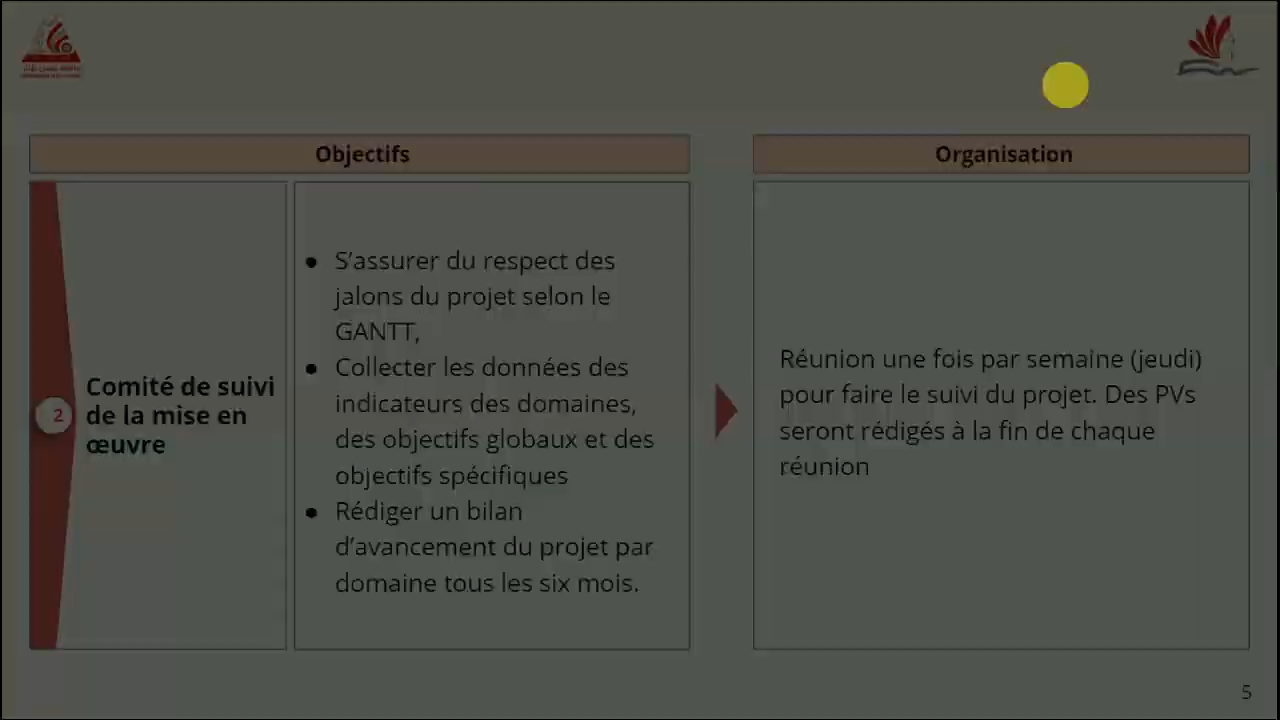 Objectifs
Organisation
2
Comité de suivi
de la mise en
œuvre
● S’assurer du respect des
jalons du projet selon le
GANTT,
● Collecter les données des
indicateurs des domaines,
des objectifs globaux et des
objectifs spécifiques
● Rédiger un bilan
d’avancement du projet par
domaine tous les six mois.
Réunion une fois par semaine (jeudi)
pour faire le suivi du projet. Des PVs
seront rédigés à la fin de chaque
réunion
5